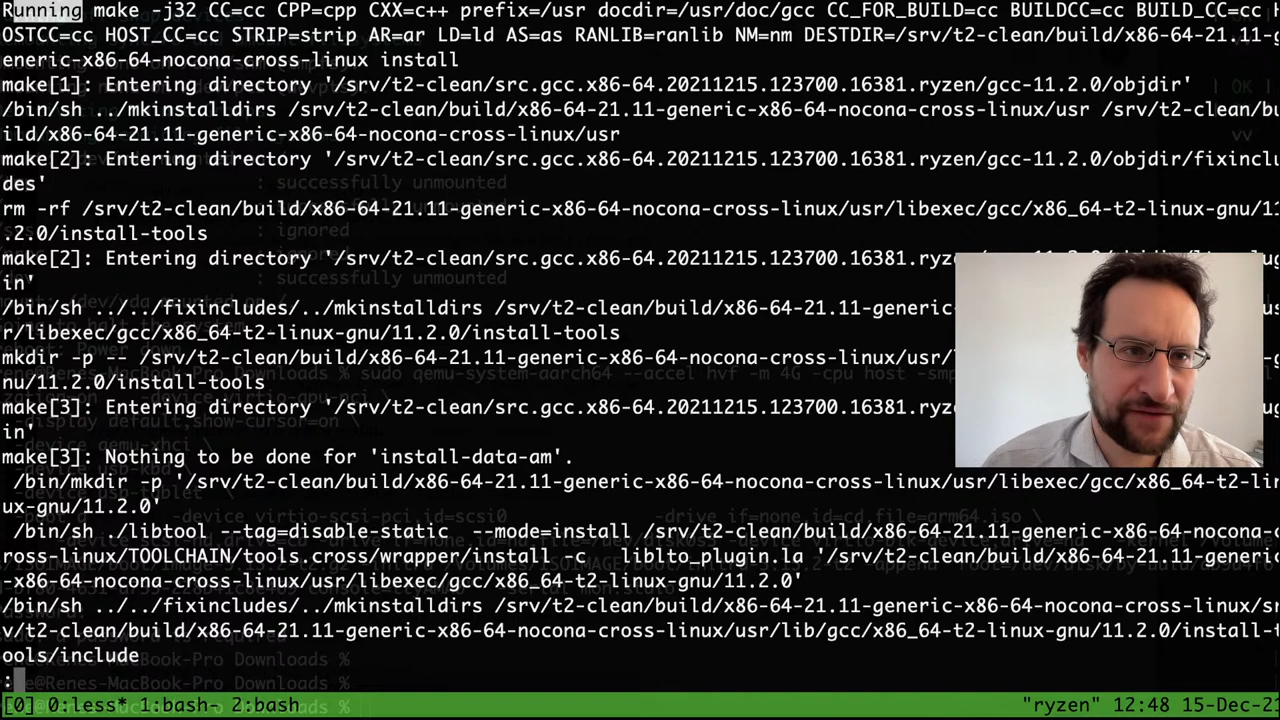 Running make -j32 CC=cc CPP=cpp CXX=c++ prefix=/usr docdir=/usr/doc/gcc CC_FOR_BUILD=cc BUILDCC=cc BUILD_CC=cc H
OSTCC=cc HOST_CC=cc STRIP=strip AR=ar LD=ld AS=as RANLIB=ranlib NM=nm DESTDIR=/srv/t2-clean/build/x86-64-21.11-g
eneric-x86-64-nocona-cross-linux install
make[1]: Entering directory '/srv/t2-clean/src.gcc.x86-64.20211215.123700.16381.ryzen/gcc-11.2.0/objdir'
/bin/sh ../mkinstalldirs /srv/t2-clean/build/x86-64-21.11-generic-x86-64-nocona-cross-linux/usr /srv/t2-clean/bu
ild/x86-64-21.11-generic-x86-64-nocona-cross-linux/usr
make[2]: Entering directory '/srv/t2-clean/src.gcc.x86-64.20211215.123700.16381.ryzen/gcc-11.2.0/objdir/fixinclu
des'
: successfully unmounted
rm -rf /srv/t2-clean/build/x86-64-21.11-generic-x86-64-nocona-cross-linux/usr/libexec/gcc/x86_64-t2-linux-gnu/11
.2.0/install-tools
: ignored
make[2]: Entering directory '/srv/t2-clean/src.gcc.x86-64.20211215.123700.16381.ryze
in'
: successfully unmounted
/bin/sh ../../fixincludes/../mkinstalldirs /srv/t2-clean/build/x86-64-21.11-generic-
r/libexec/gcc/x86_64-t2-linux-gnu/11.2.0/install-tools
mkdir -p -- /srv/t2-clean/build/x86-64-21.11-generic-x86-64-nocona-cross-linux/usr/l
nu/11.2.0/install-tools
make[3]: Entering directory '/srv/t2-clean/src.gcc.x86-64.20211215.123700.16381.ryze
in'
make[3]: Nothing to be done for 'install-data-am'.
/bin/mkdir -p '/srv/t2-clean/build/x86-64-21.11-generic-x86-64-nocona-cross-linux/usr/libexec/gcc/x86_64-t2-lin
ux-gnu/11.2.0'
/bin/sh ./libtool --tag=disable-static --mode=install /srv/t2-clean/build/x86-64-21.11-generic-x86-64-nocona-c
ross-linux/TOOLCHAIN/tools.cross/wrapper/install -c liblto_plugin.la '/srv/t2-clean/build/x86-64-21.11-generic
-x86-64-nocona-cross-linux/usr/libexec/gcc/x86_64-t2-linux-gnu/11.2.0'
/bin/sh ../../fixincludes/../mkinstalldirs /srv/t2-clean/build/x86-64-21.11-generic-x86-64-nocona-cross-linux/sr
v/t2-clean/build/x86-64-21.11-generic-x86-64-nocona-cross-linux/usr/lib/gcc/x86_64-t2-linux-gnu/11.2.0/install-t
ools/include
:
[0] 0:less* 1:bash- 2:bash "ryzen" 12:48 15-Dec-21